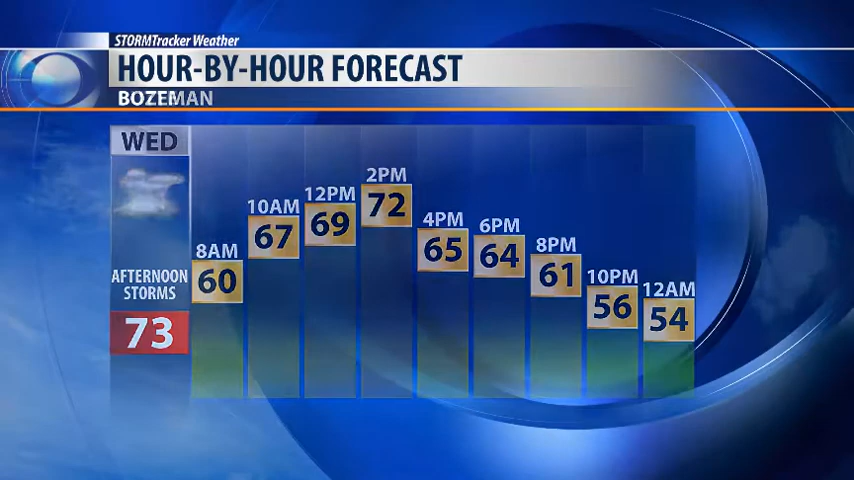 STORMTracker Weather
HOUR-BY-HOUR FORECAST
BOZEMAN
WED
AFTERNOON
STORMS
73
8AM
60
10AM
67
12PM
69
2PM
72
4PM
65
6PM
64
8PM
61
10PM
56
12AM
54